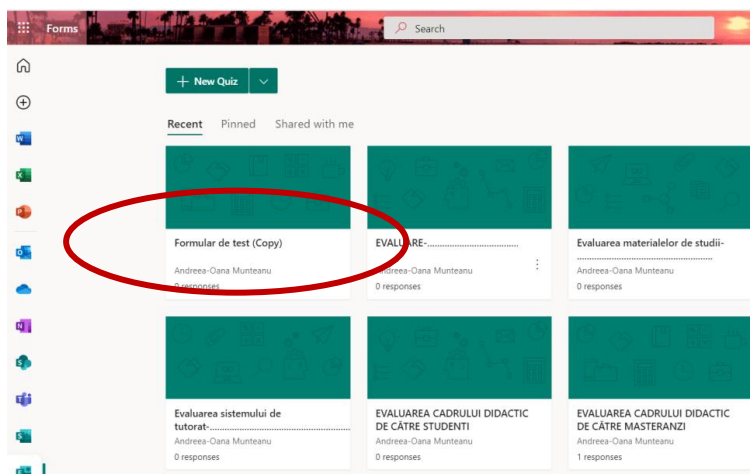 Forms
Search
+ New Quiz
Recent Pinned Shared with me
Formular de test (Copy)
Andreea-Oana Munteanu
0 responses
EVALUARE-......................................
Andreea-Oana Munteanu
0 responses
Evaluarea materialelor de studii-
.........................................................
Andreea-Oana Munteanu
0 responses
Evaluarea sistemului de
tutorat-...........................................................
Andreea-Oana Munteanu
0 responses
EVALUAREA CADRULUI DIDACTIC
DE CĂTRE STUDENTI
Andreea-Oana Munteanu
0 responses
EVALUAREA CADRULUI DIDACTIC
DE CĂTRE MASTERANZI
Andreea-Oana Munteanu
1 responses